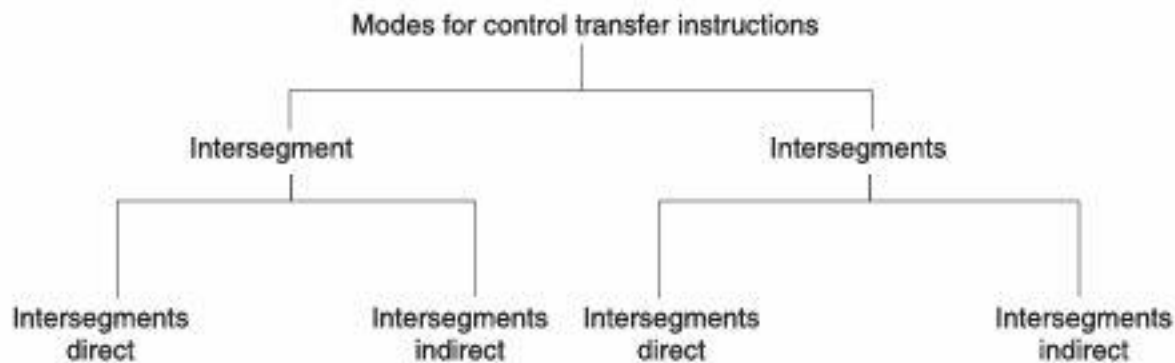 Modes for control transfer instructions
Intersegment
Intersegments
Intersegments
direct
Intersegments
indirect
Intersegments
direct
Intersegments
indirect